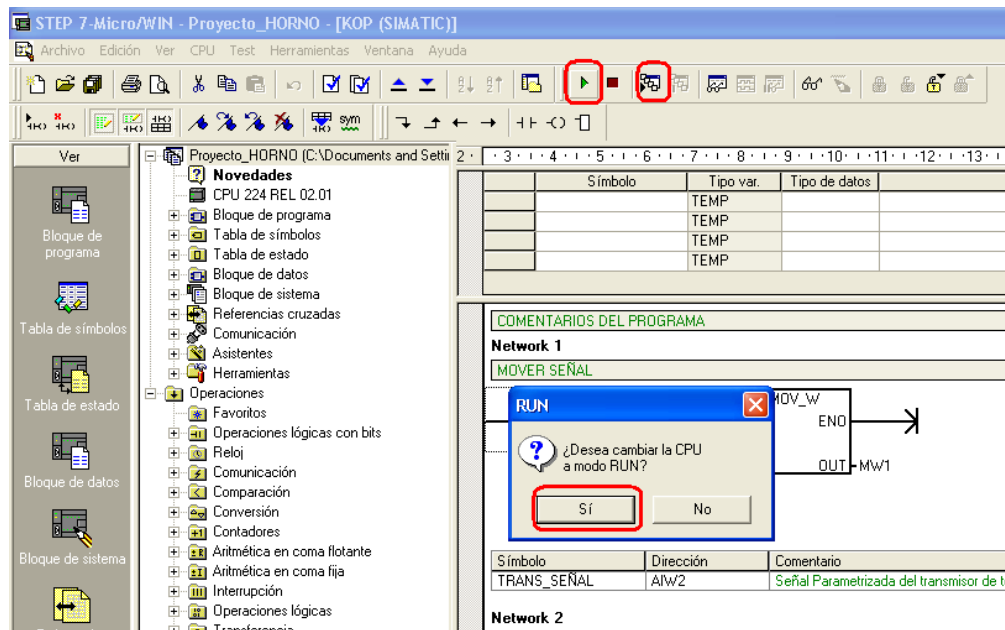 STEP 7-Micro/WIN - Proyecto_HORNO - [KOP (SIMATIC)]
Archivo Edición Ver CPU Test Herramientas Ventana Ayuda
sym
Ver
Bloque de
programa
Tabla de símbolos
Tabla de estado
Bloque de datos
Bloque de sistema
Proyecto_HORNO (C:\Documents and Settin
Novedades
CPU 224 REL 02.01
Bloque de programa
Tabla de símbolos
Tabla de estado
Bloque de datos
Bloque de sistema
Referencias cruzadas
Comunicación
Asistentes
Herramientas
Operaciones
Favoritos
Operaciones lógicas con bits
Reloj
Comunicación
Comparación
Conversión
Contadores
Aritmética en coma flotante
Aritmética en coma fija
Interrupción
Operaciones lógicas
Transferencia
2 · 3 · 4 · 5 · 6 · 7 · 8 · 9 · 10 · 11 · 12 · 13
Símbolo Tipo var. Tipo de datos
TEMP
TEMP
TEMP
TEMP
COMENTARIOS DEL PROGRAMA
Network 1
MOVER SEÑAL
MOV_W
ENO
OUT MW1
RUN
¿Desea cambiar la CPU
a modo RUN?
Sí No
Símbolo Dirección Comentario
TRANS_SEÑAL AIW2 Señal Parametrizada del transmisor de t
Network 2